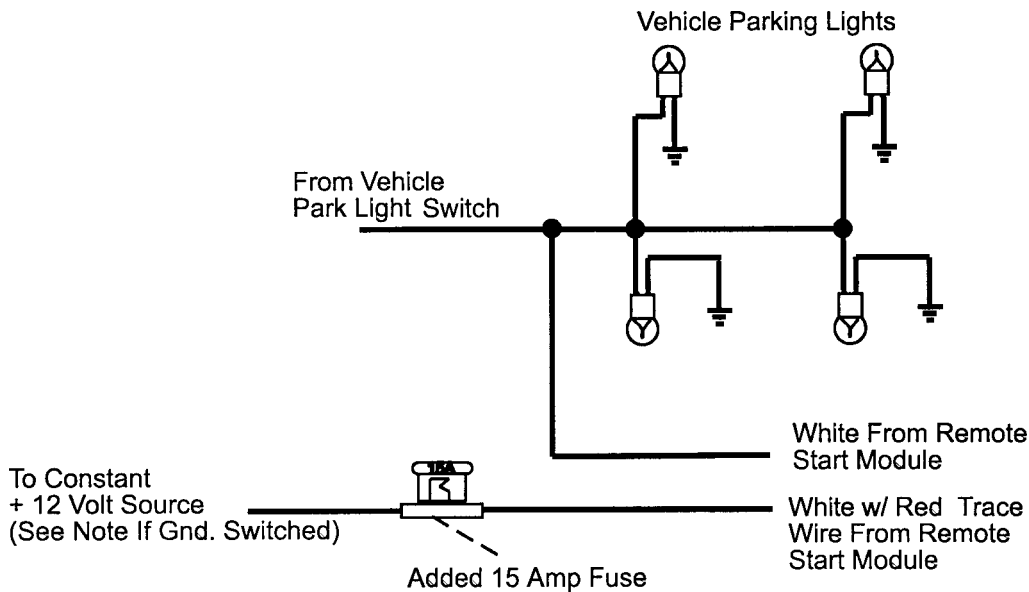 Vehicle Parking Lights
From Vehicle
Park Light Switch
White From Remote
Start Module
15A
To Constant
+ 12 Volt Source
(See Note If Gnd. Switched)
White w/ Red Trace
Wire From Remote
Start Module
Added 15 Amp Fuse